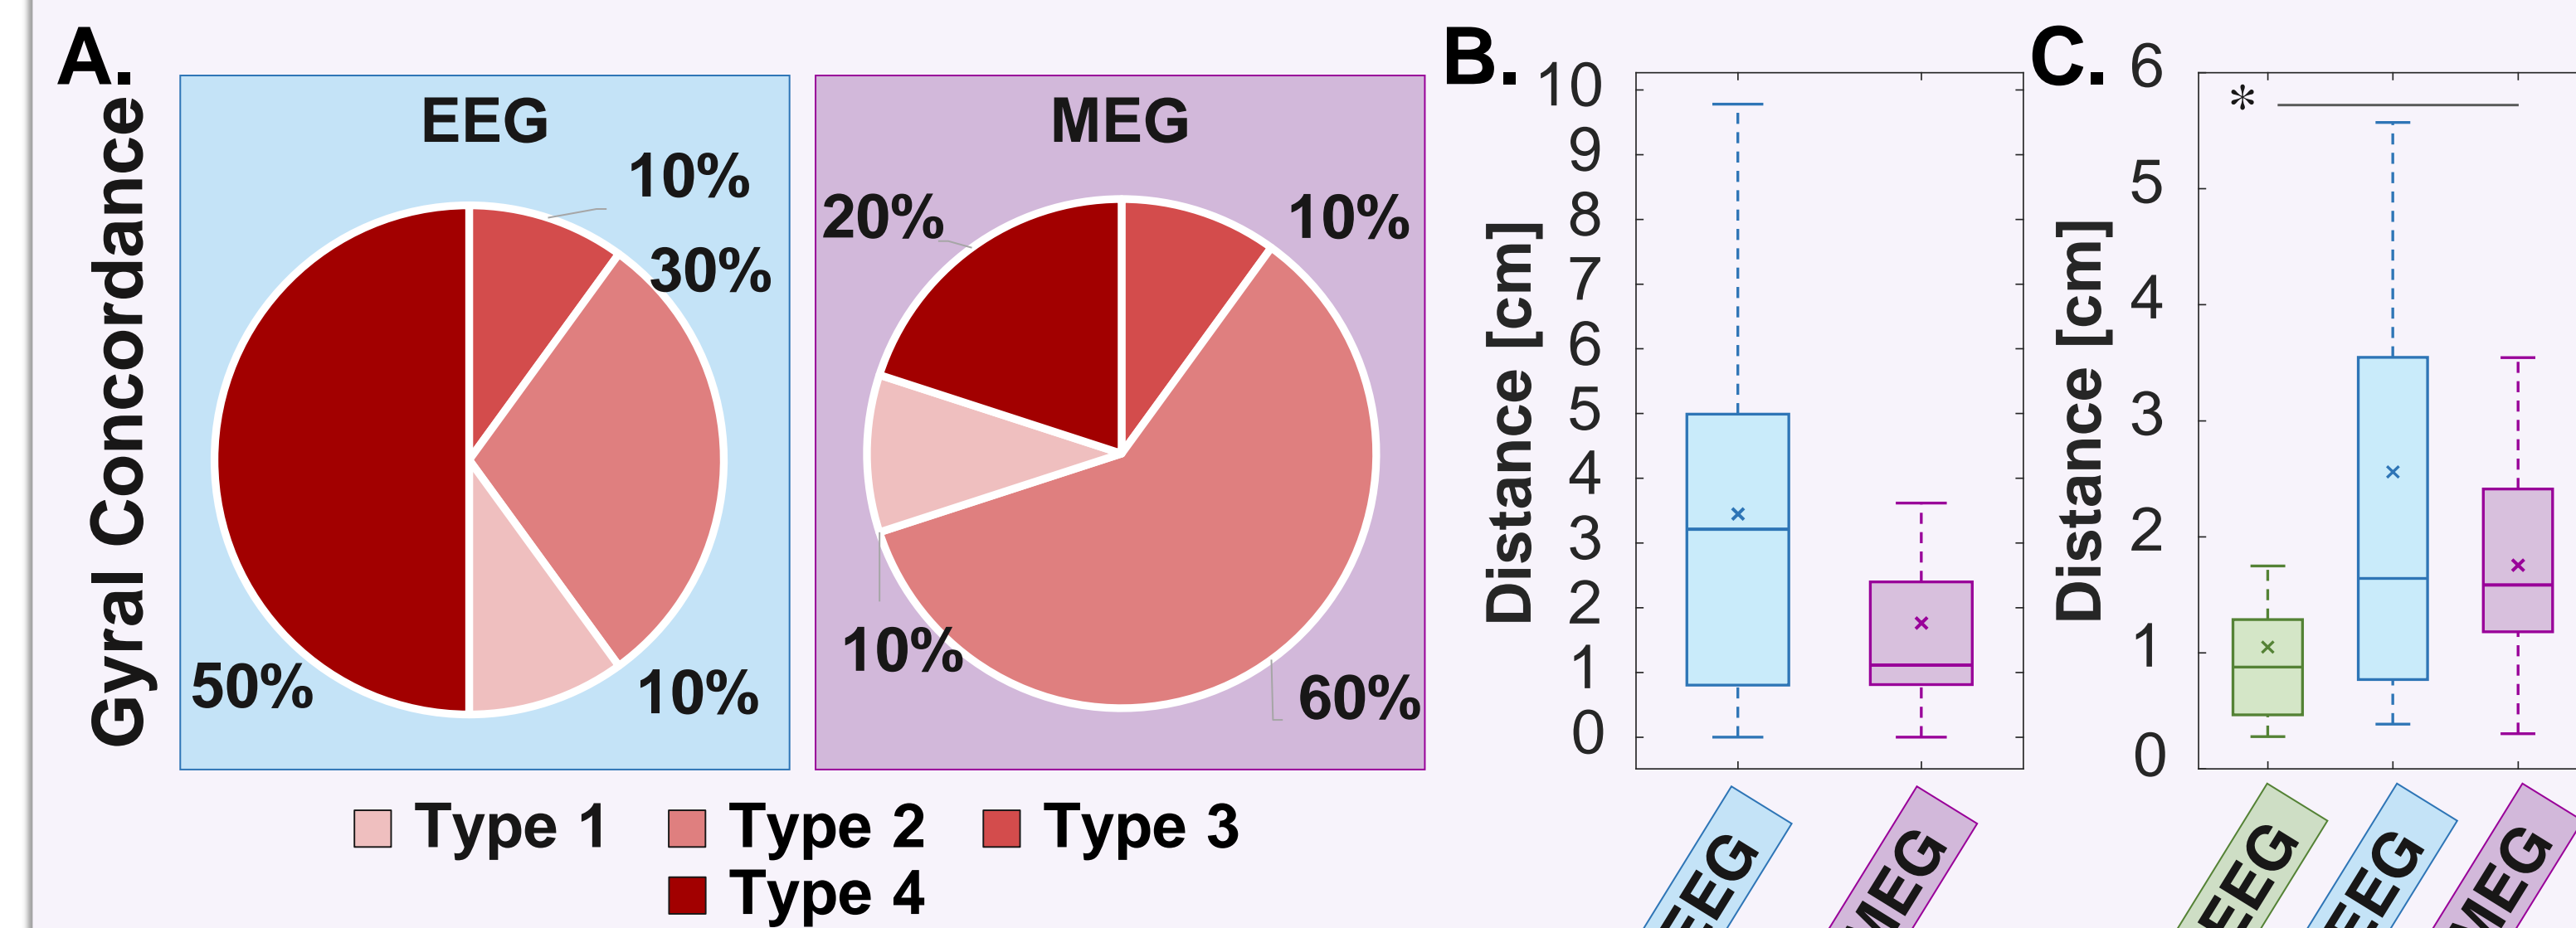 A.
Gyral Concordance
EEG
10%
30%
50%
10%
MEG
20%
10%
10%
60%
Type 1
Type 2
Type 3
Type 4
B.
Distance [cm]
10
9
8
7
6
5
4
3
2
1
0
EEG
MEG
C.
Distance [cm]
6
5
4
3
2
1
0
*
EEG
EEG
MEG